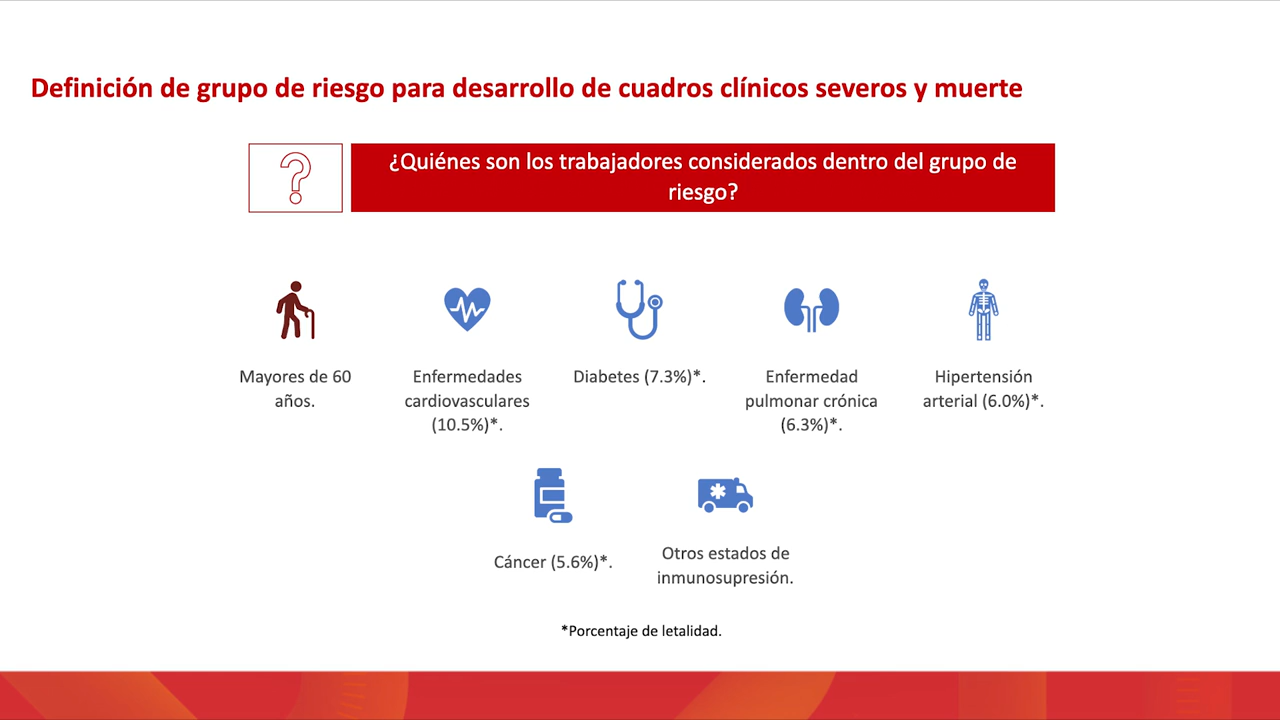 Definición de grupo de riesgo para desarrollo de cuadros clínicos severos y muerte
¿Quiénes son los trabajadores considerados dentro del grupo de
riesgo?
Mayores de 60
años.
Enfermedades
cardiovasculares
(10.5%)*.
Diabetes (7.3%)*.
Enfermedad
pulmonar crónica
(6.3%)*.
Hipertensión
arterial (6.0%)*.
Cáncer (5.6%)*.
Otros estados de
inmunosupresión.
*Porcentaje de letalidad.